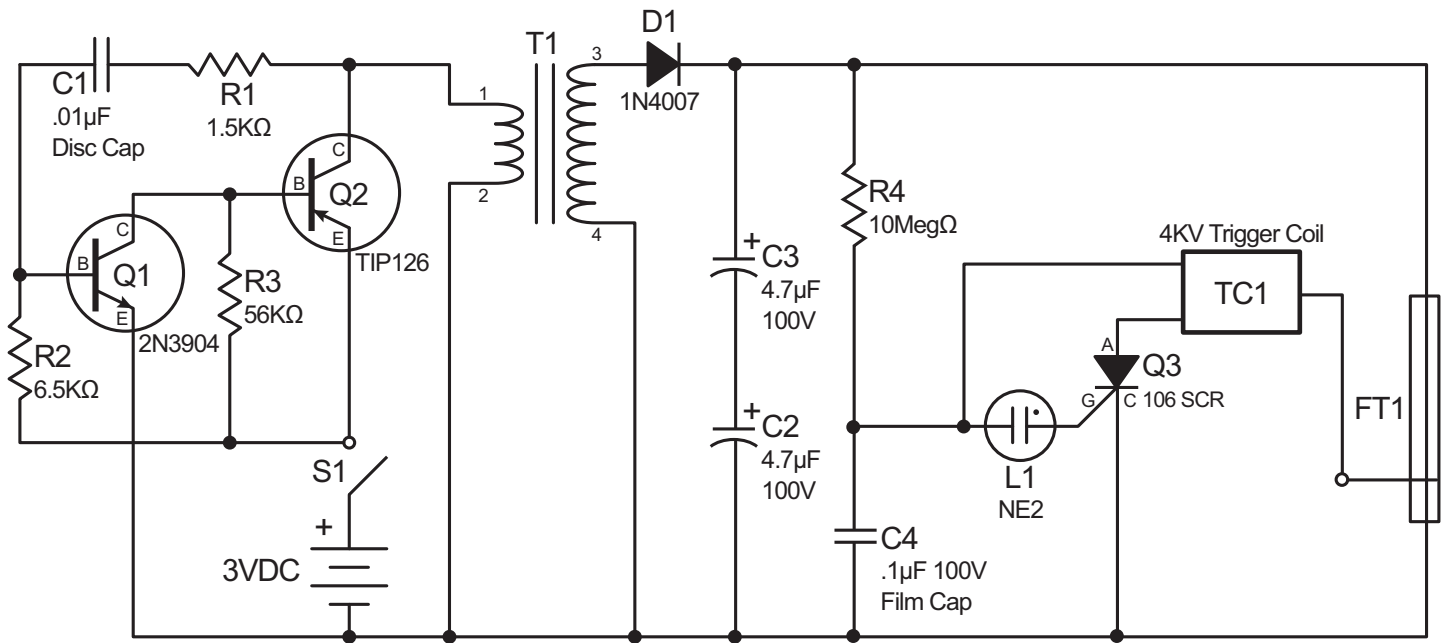 C1
.01µF
Disc Cap
R1
1.5KΩ
T1
1
2
3
4
D1
1N4007
C
B
Q2
E
TIP126
C
B
Q1
E
2N3904
R3
56KΩ
R2
6.5KΩ
S1
+
3VDC
+
C3
4.7µF
100V
+
C2
4.7µF
100V
R4
10MegΩ
4KV Trigger Coil
TC1
A
Q3
G
C
106 SCR
L1
NE2
C4
.1µF 100V
Film Cap
FT1